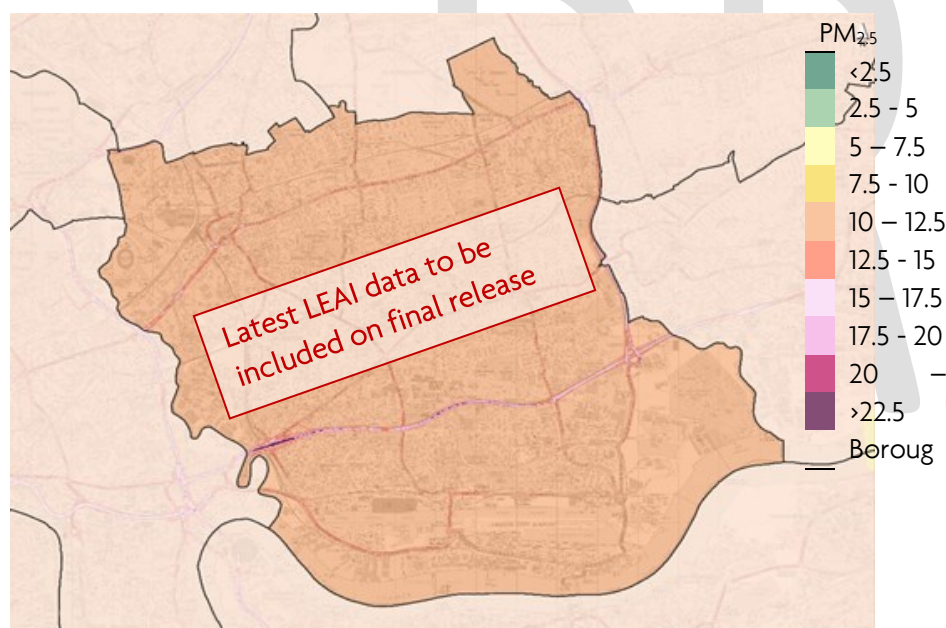 PM2.5
<2.5
2.5 - 5
5 – 7.5
7.5 - 10
10 – 12.5
12.5 - 15
15 – 17.5
17.5 - 20
20 –
>22.5
Boroug
Latest LEAI data to be
included on final release